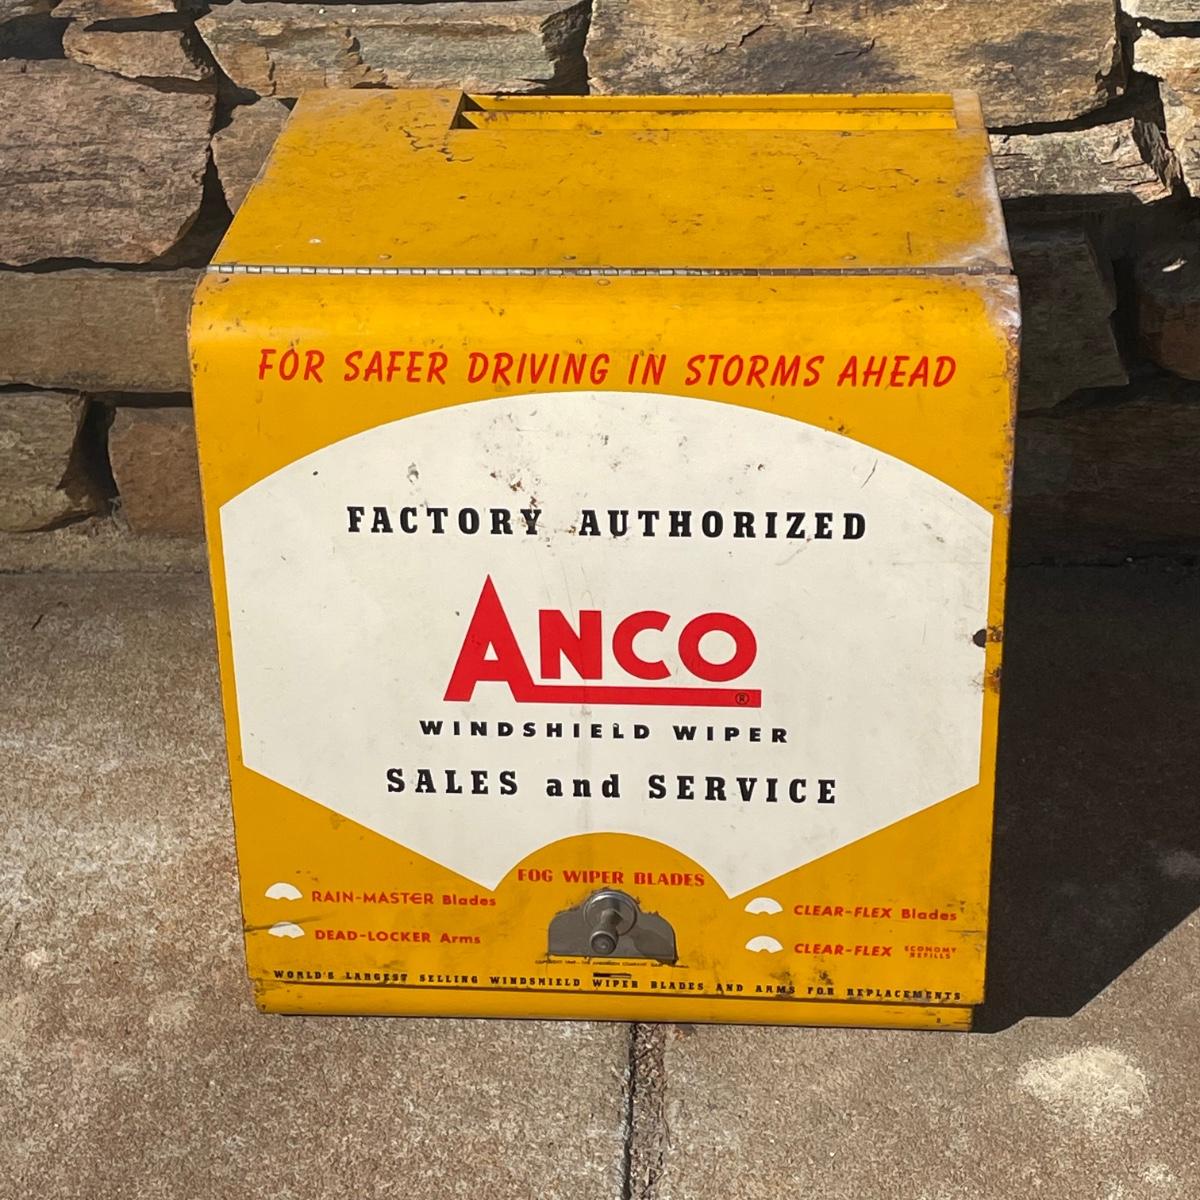 FOR SAFER DRIVING IN STORMS AHEAD
FACTORY AUTHORIZED
ANCO
®
WINDSHIELD WIPER
SALES and SERVICE
FOG WIPER BLADES
RAIN-MASTER Blades
DEAD-LOCKER Arms
CLEAR-FLEX Blades
CLEAR-FLEX ECONOMY REFILLS
WORLD'S LARGEST SELLING WINDSHIELD WIPER BLADES AND ARMS FOR REPLACEMENTS